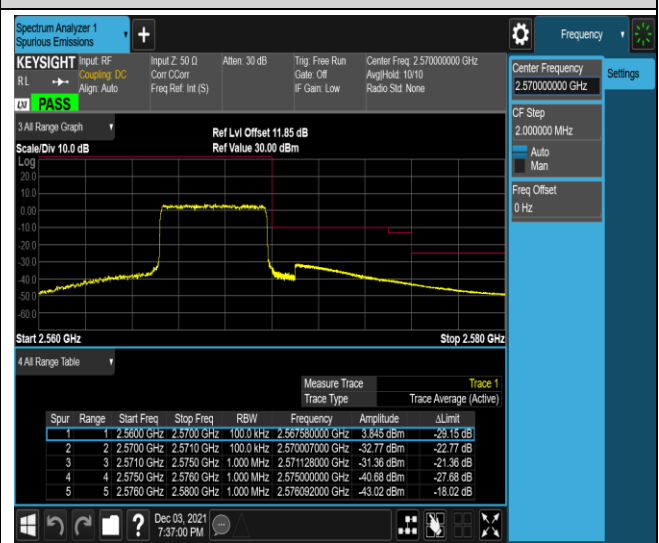 Spectrum Analyzer 1
Spurious Emissions
+
Frequency
KEYSIGHT Input: RF Input Z: 50 Ω Atten: 30 dB Trig: Free Run Center Freq: 2.570000000 GHz
RL Coupling: DC Corr CCorr Gate: Off Avg|Hold: 10/10
Align: Auto Freq Ref: Int (S) IF Gain: Low Radio Std: None
LXI PASS
Center Frequency
2.570000000 GHz
Settings
CF Step
2.000000 MHz
Auto
Man
Freq Offset
0 Hz
3 All Range Graph
Ref Lvl Offset 11.85 dB
Scale/Div 10.0 dB Ref Value 30.00 dBm
Log
20.0
10.0
0.00
-10.0
-20.0
-30.0
-40.0
-50.0
-60.0
Start 2.560 GHz Stop 2.580 GHz
4 All Range Table
Measure Trace Trace 1
Trace Type Trace Average (Active)
Spur Range Start Freq Stop Freq RBW Frequency Amplitude ΔLimit
1 1 2.5600 GHz 2.5700 GHz 100.0 kHz 2.567580000 GHz 3.845 dBm -29.15 dB
2 2 2.5700 GHz 2.5710 GHz 100.0 kHz 2.570007000 GHz -32.77 dBm -22.77 dB
3 3 2.5710 GHz 2.5750 GHz 1.000 MHz 2.571128000 GHz -31.36 dBm -21.36 dB
4 4 2.5750 GHz 2.5760 GHz 1.000 MHz 2.575000000 GHz -40.68 dBm -27.68 dB
5 5 2.5760 GHz 2.5800 GHz 1.000 MHz 2.576092000 GHz -43.02 dBm -18.02 dB
? Dec 03, 2021
7:37:00 PM